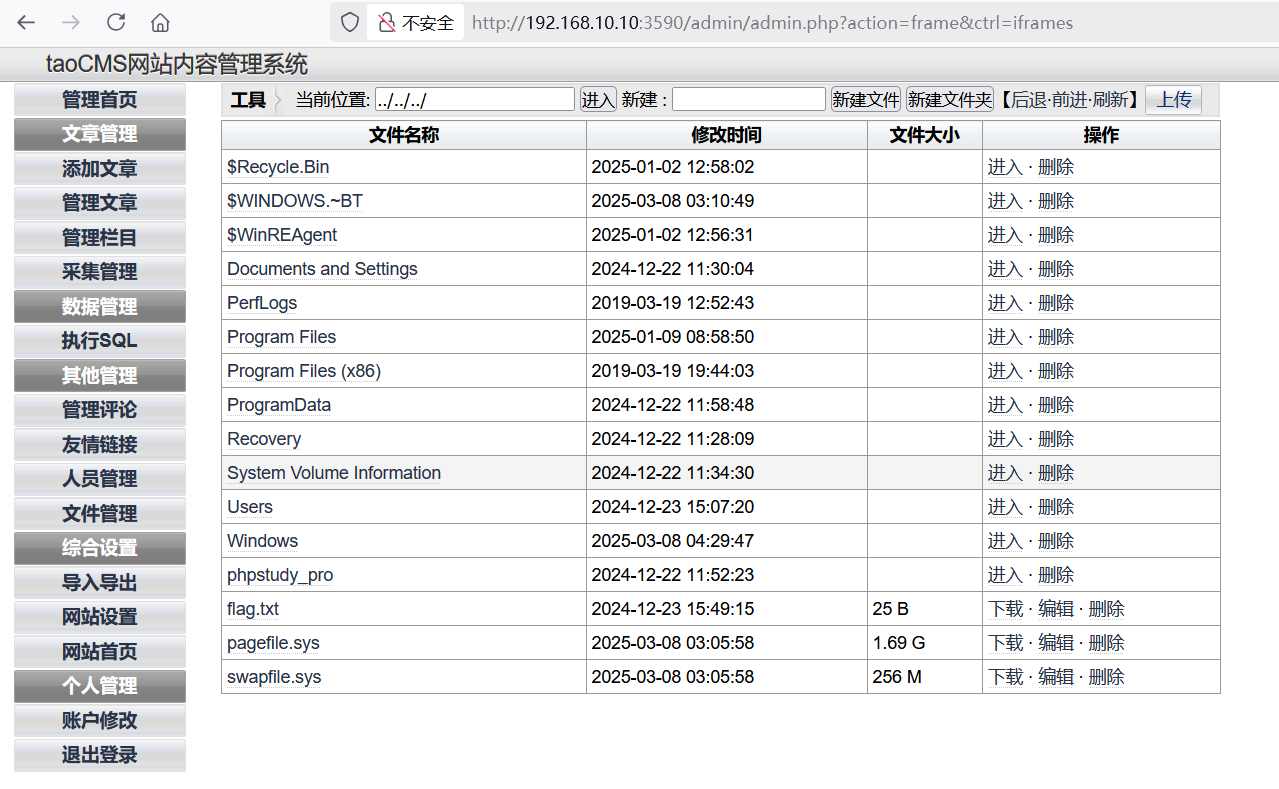 不安全 http://192.168.10.10:3590/admin/admin.php?action=frame&ctrl=iframes
taoCMS网站内容管理系统
管理首页
文章管理
添加文章
管理文章
管理栏目
采集管理
数据管理
执行SQL
其他管理
管理评论
友情链接
人员管理
文件管理
综合设置
导入导出
网站设置
网站首页
个人管理
账户修改
退出登录
工具 当前位置: ../../../ 进入 新建 : 新建文件 新建文件夹 【后退·前进·刷新】 上传
文件名称 修改时间 文件大小 操作
$Recycle.Bin 2025-01-02 12:58:02 进入 · 删除
$WINDOWS.~BT 2025-03-08 03:10:49 进入 · 删除
$WinREAgent 2025-01-02 12:56:31 进入 · 删除
Documents and Settings 2024-12-22 11:30:04 进入 · 删除
PerfLogs 2019-03-19 12:52:43 进入 · 删除
Program Files 2025-01-09 08:58:50 进入 · 删除
Program Files (x86) 2019-03-19 19:44:03 进入 · 删除
ProgramData 2024-12-22 11:58:48 进入 · 删除
Recovery 2024-12-22 11:28:09 进入 · 删除
System Volume Information 2024-12-22 11:34:30 进入 · 删除
Users 2024-12-23 15:07:20 进入 · 删除
Windows 2025-03-08 04:29:47 进入 · 删除
phpstudy_pro 2024-12-22 11:52:23 进入 · 删除
flag.txt 2024-12-23 15:49:15 25 B 下载 · 编辑 · 删除
pagefile.sys 2025-03-08 03:05:58 1.69 G 下载 · 编辑 · 删除
swapfile.sys 2025-03-08 03:05:58 256 M 下载 · 编辑 · 删除